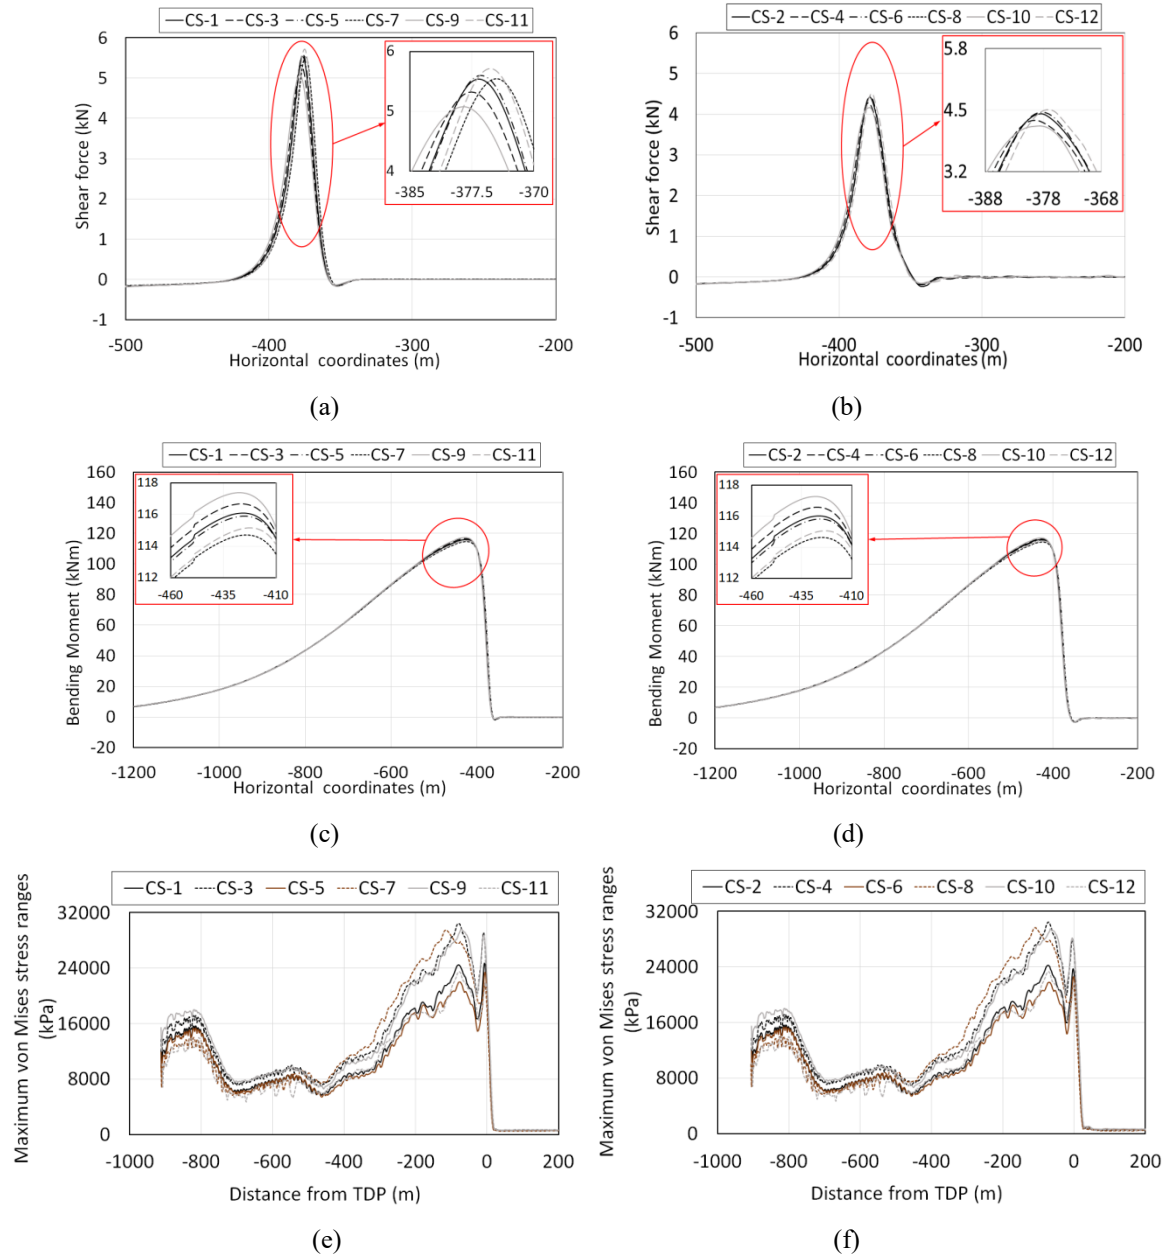 CS-1 CS-3 CS-5 CS-7 CS-9 CS-11
Shear force (kN)
6
5
4
3
2
1
0
-1
6
5
4
-385 -377.5 -370
-500 -400 -300 -200
Horizontal coordinates (m)
(a)
CS-2 CS-4 CS-6 CS-8 CS-10 CS-12
Shear force (kN)
6
5
4
3
2
1
0
-1
5.8
4.5
3.2
-388 -378 -368
-500 -400 -300 -200
Horizontal coordinates (m)
(b)
CS-1 CS-3 CS-5 CS-7 CS-9 CS-11
Bending Moment (kNm)
160
140
120
100
80
60
40
20
0
-20
118
116
114
112
-460 -435 -410
-1200 -1000 -800 -600 -400 -200
Horizontal coordinates (m)
(c)
CS-2 CS-4 CS-6 CS-8 CS-10 CS-12
Bending Moment (kNm)
160
140
120
100
80
60
40
20
0
-20
118
116
114
112
-460 -435 -410
-1200 -1000 -800 -600 -400 -200
Horizontal coordinates (m)
(d)
CS-1 CS-3 CS-5 CS-7 CS-9 CS-11
Maximum von Mises stress ranges
(kPa)
32000
24000
16000
8000
0
-1000 -800 -600 -400 -200 0 200
Distance from TDP (m)
(e)
CS-2 CS-4 CS-6 CS-8 CS-10 CS-12
Maximum von Mises stress ranges
(kPa)
32000
24000
16000
8000
0
-1000 -800 -600 -400 -200 0 200
Distance from TDP (m)
(f)